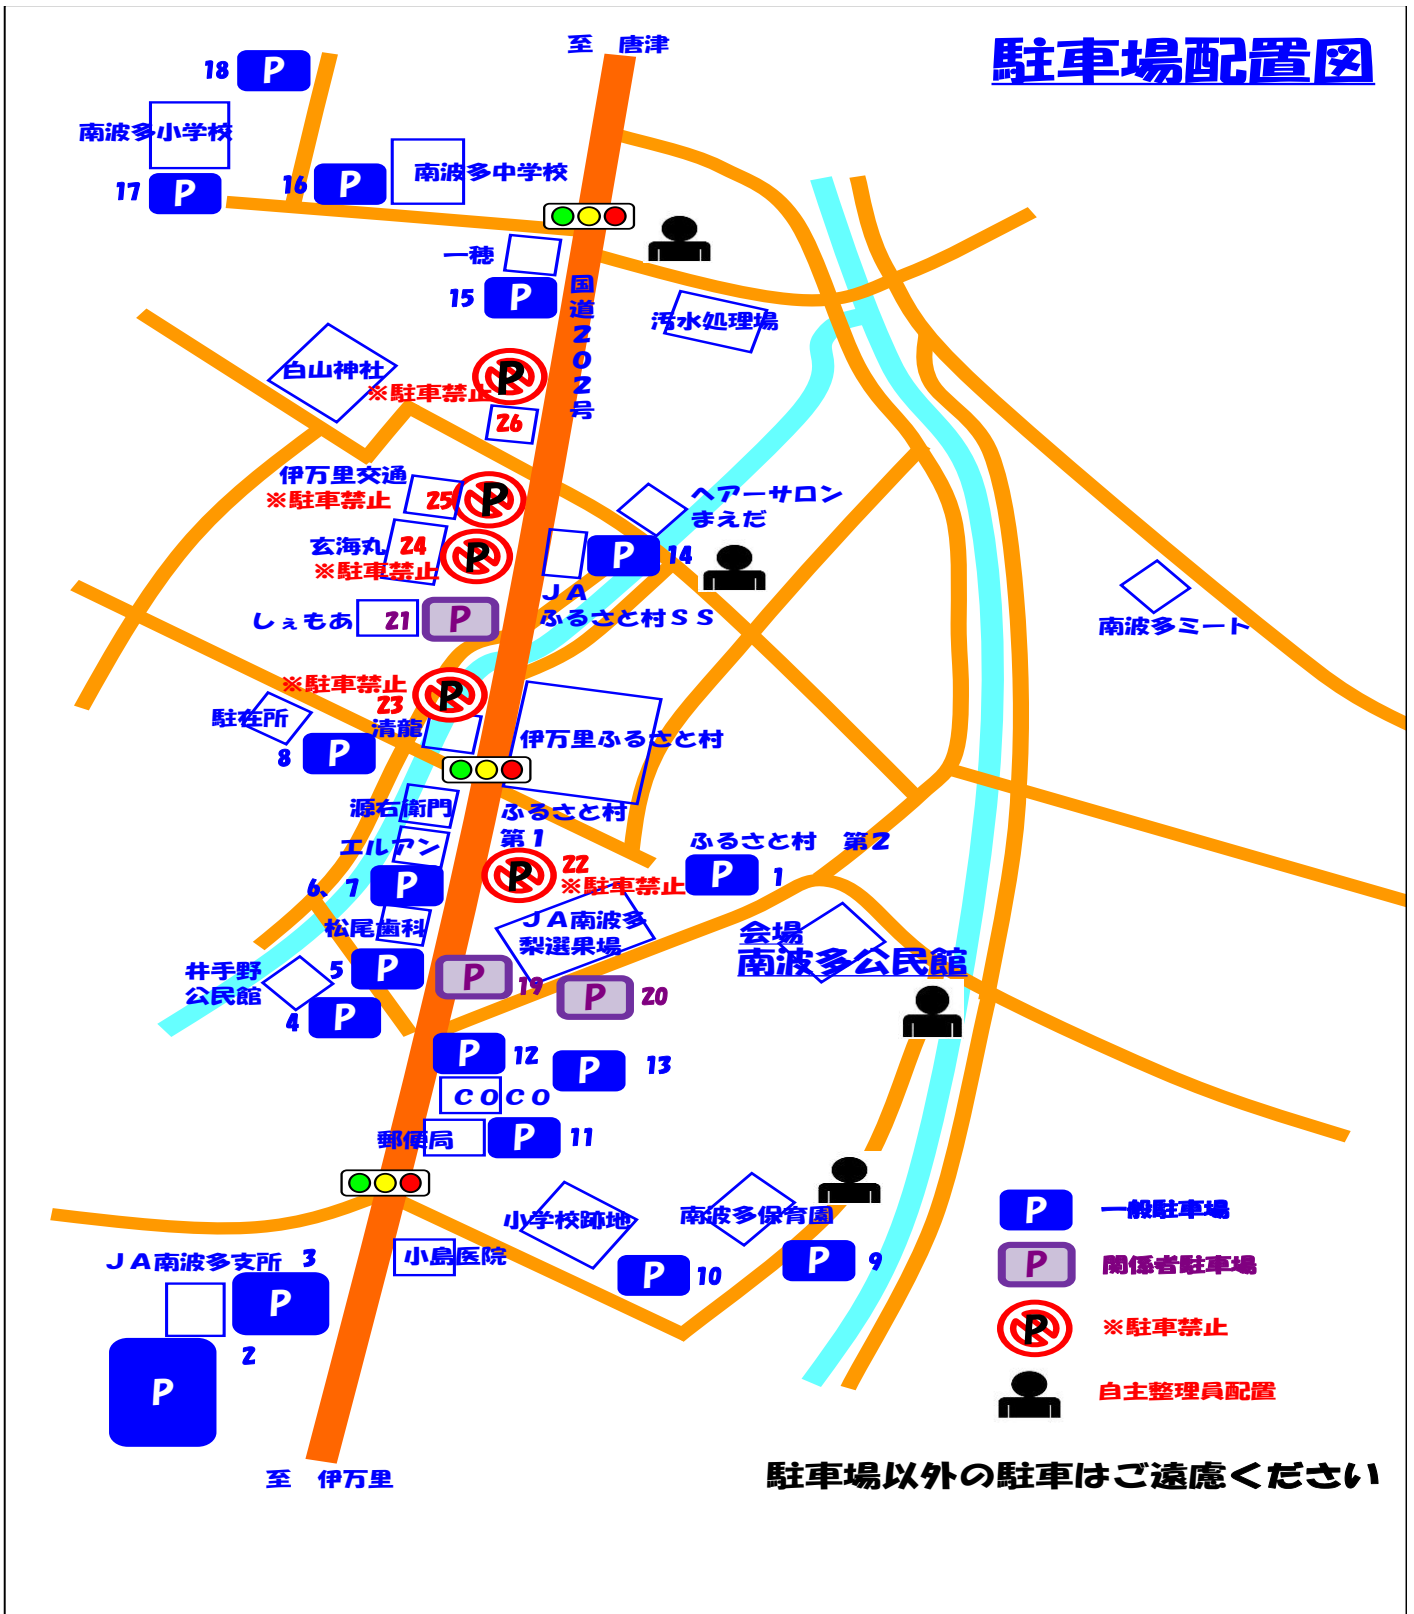 至　唐津
駐車場配置図
18 P
南波多小学校
17 P
16 P
南波多中学校
一穂
15 P
国道202号
汚水処理場
白山神社
※駐車禁止 P
26
伊万里交通
※駐車禁止
25 P
玄海丸 24 P
※駐車禁止
ヘアーサロン
まえだ
P 14
JA
ふるさと村SS
しぇもあ 21 P
南波多ミート
※駐車禁止 P
23
駐在所
清龍
8 P
伊万里ふるさと村
源右衛門
エルアン
6、7 P
ふるさと村
第1
P 22
※駐車禁止
ふるさと村　第2
P 1
松尾歯科
JA南波多
梨選果場
会場
南波多公民館
井手野
公民館
5 P
4 P
P 19
P 20
P 12
P 13
COCO
郵便局 P 11
小学校跡地
南波多保育園
P 9
P 10
小島医院
JA南波多支所 3
P
2
P
至　伊万里
P 一般駐車場
P 関係者駐車場
P ※駐車禁止
自主整理員配置
駐車場以外の駐車はご遠慮ください